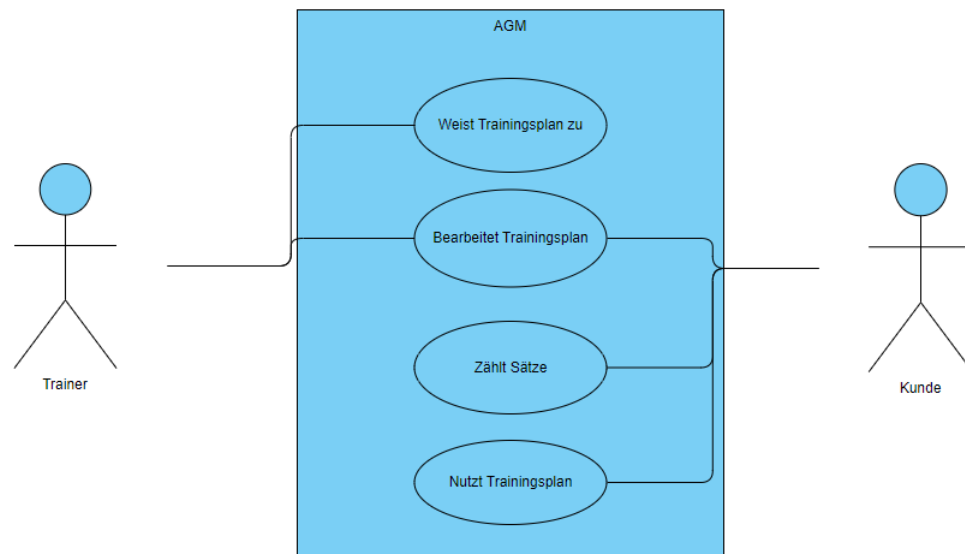 AGM
Weist Trainingsplan zu
Bearbeitet Trainingsplan
Zählt Sätze
Trainer
Kunde
Nutzt Trainingsplan